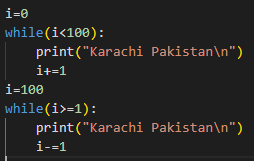 i=0
while(i<100):
    print("Karachi Pakistan\n")
    i+=1
i=100
while(i>=1):
    print("Karachi Pakistan\n")
    i-=1